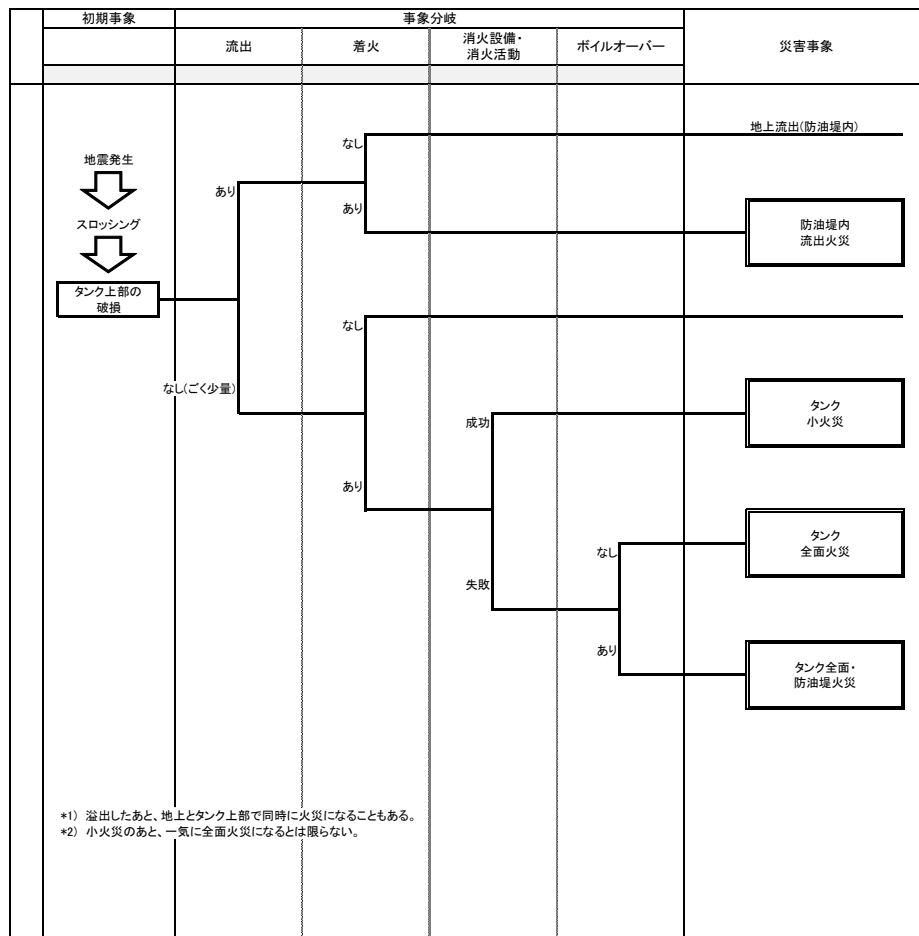 初期事象
事象分岐
災害事象
流出
着火
消火設備・
消火活動
ボイルオーバー
地震発生
スロッシング
タンク上部の
破損
あり
なし(ごく少量)
なし
あり
なし
あり
成功
失敗
なし
あり
地上流出(防油堤内)
防油堤内
流出火災
タンク
小火災
タンク
全面火災
タンク全面・
防油堤火災
*1) 溢出したあと、地上とタンク上部で同時に火災になることもある。
*2) 小火災のあと、一気に全面火災になるとは限らない。